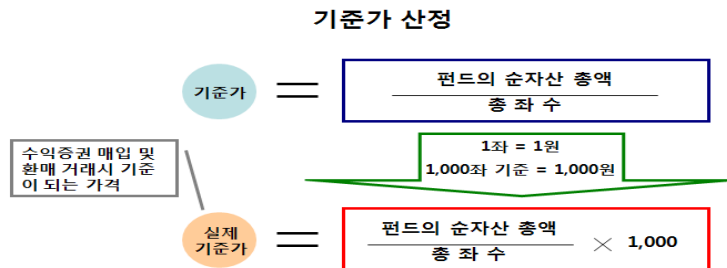 기준가 산정
기준가
=
펀드의 순자산 총액
총 좌 수
수익증권 매입 및
환매 거래시 기준
이 되는 가격
1좌 = 1원
1,000좌 기준 = 1,000원
실제
기준가
=
펀드의 순자산 총액
총 좌 수
× 1,000